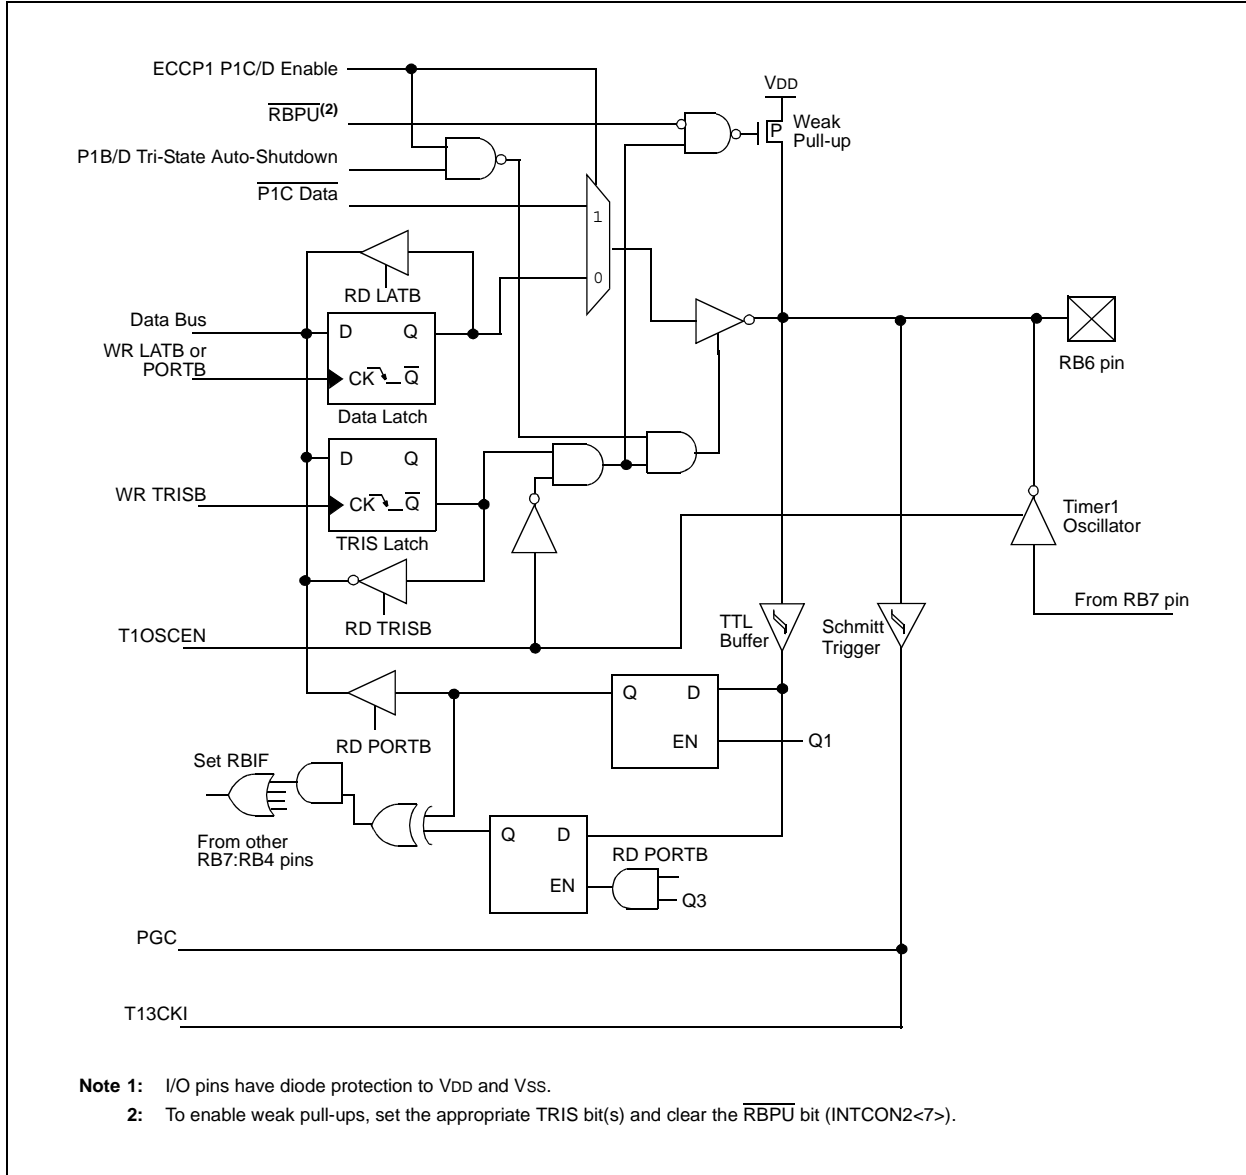 ECCP1 P1C/D Enable
RBPU(2)
P1B/D Tri-State Auto-Shutdown
P1C Data
VDD
P
Weak
Pull-up
1
0
RD LATB
Data Bus
WR LATB or
PORTB
D Q
CK Q
Data Latch
RB6 pin
D Q
CK Q
TRIS Latch
WR TRISB
RD TRISB
T1OSCEN
Timer1
Oscillator
From RB7 pin
TTL
Buffer
Schmitt
Trigger
Q D
EN
Q1
RD PORTB
Set RBIF
From other
RB7:RB4 pins
Q D
EN
RD PORTB
Q3
PGC
T13CKI
Note 1: I/O pins have diode protection to VDD and VSS.
2: To enable weak pull-ups, set the appropriate TRIS bit(s) and clear the RBPU bit (INTCON2<7>).